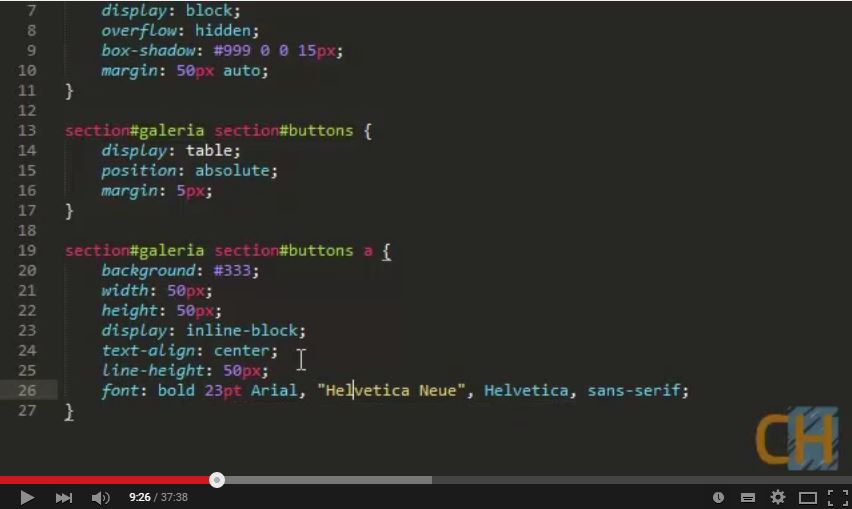 7 display: block;
8 overflow: hidden;
9 box-shadow: #999 0 0 15px;
10 margin: 50px auto;
11 }
12
13 section#galeria section#buttons {
14 display: table;
15 position: absolute;
16 margin: 5px;
17 }
18
19 section#galeria section#buttons a {
20 background: #333;
21 width: 50px;
22 height: 50px;
23 display: inline-block;
24 text-align: center;
25 line-height: 50px;
26 font: bold 23pt Arial, "Helvetica Neue", Helvetica, sans-serif;
27 }
CH
9:26 / 37:38